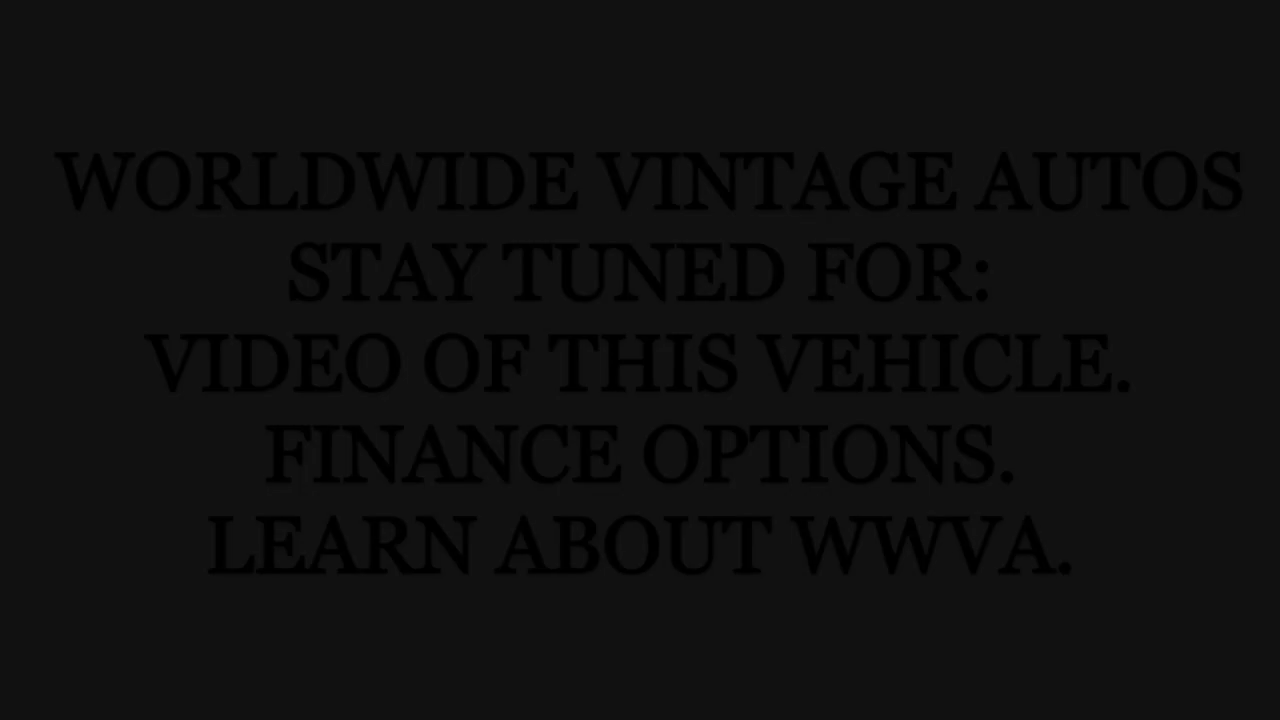 WORLDWIDE VINTAGE AUTOS
STAY TUNED FOR:
VIDEO OF THIS VEHICLE.
FINANCE OPTIONS.
LEARN ABOUT WWVA.